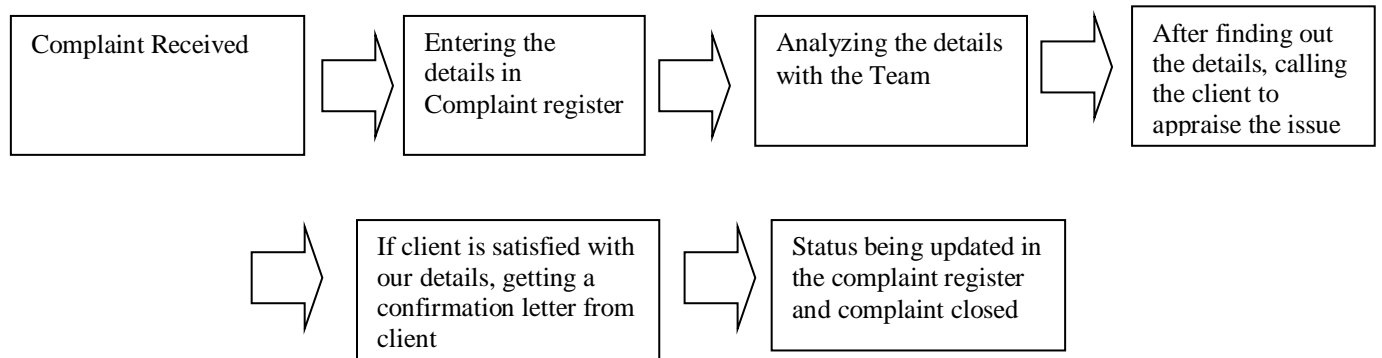 Complaint Received
Entering the
details in
Complaint register
Analyzing the details
with the Team
After finding out
the details, calling
the client to
appraise the issue
If client is satisfied with
our details, getting a
confirmation letter from
client
Status being updated in
the complaint register
and complaint closed